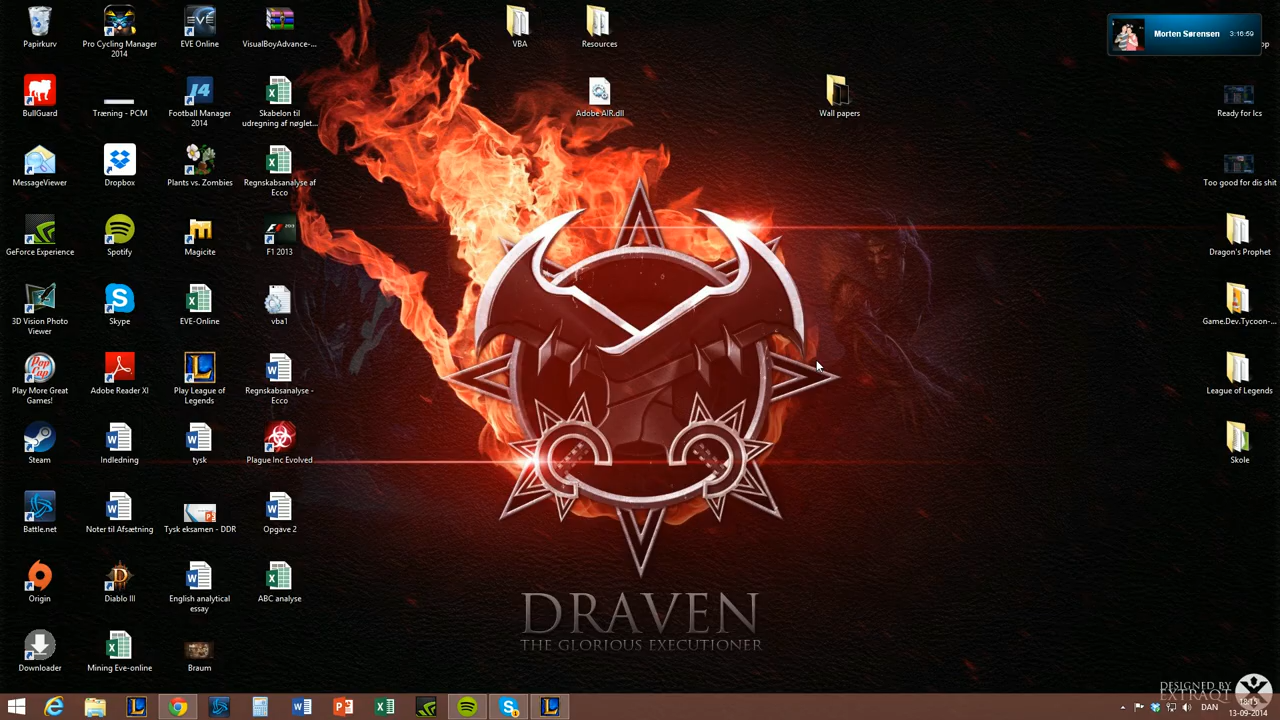 Papirkurv
Pro Cycling Manager
2014
EVE Online
VisualBoyAdvance-...
VBA
Resources
Morten Sørensen
3:16:59
BullGuard
Træning - PCM
Football Manager
2014
Skabelon til
udregning af nøglet...
Adobe AIR.dll
Wall papers
Ready for lcs
MessageViewer
Dropbox
Plants vs. Zombies
Regnskabsanalyse af
Ecco
Too good for dis shit
GeForce Experience
Spotify
Magicite
F1 2013
Dragon's Prophet
3D Vision Photo
Viewer
Skype
EVE-Online
vba1
Game.Dev.Tycoon-...
Play More Great
Games!
Adobe Reader XI
Play League of
Legends
Regnskabsanalyse -
Ecco
League of Legends
Steam
Indledning
tysk
Plague Inc Evolved
Skole
Battle.net
Noter til Afsætning
Tysk eksamen - DDR
Opgave 2
Origin
Diablo III
English analytical
essay
ABC analyse
DRAVEN
THE GLORIOUS EXECUTIONER
Downloader
Mining Eve-online
Braum
DESIGNED BY
EXTRAQT
DAN
18:15
13-09-2014